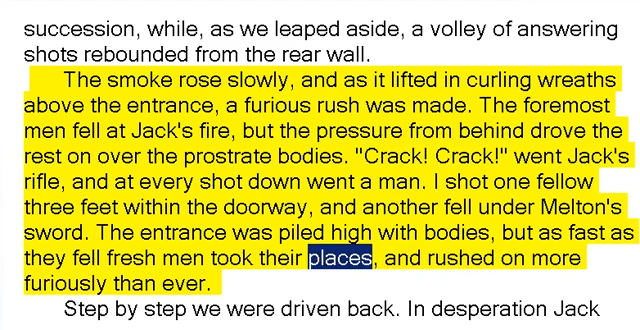 succession, while, as we leaped aside, a volley of answering
shots rebounded from the rear wall.
The smoke rose slowly, and as it lifted in curling wreaths
above the entrance, a furious rush was made. The foremost
men fell at Jack's fire, but the pressure from behind drove the
rest on over the prostrate bodies. "Crack! Crack!" went Jack's
rifle, and at every shot down went a man. I shot one fellow
three feet within the doorway, and another fell under Melton's
sword. The entrance was piled high with bodies, but as fast as
they fell fresh men took their places, and rushed on more
furiously than ever.
Step by step we were driven back. In desperation Jack